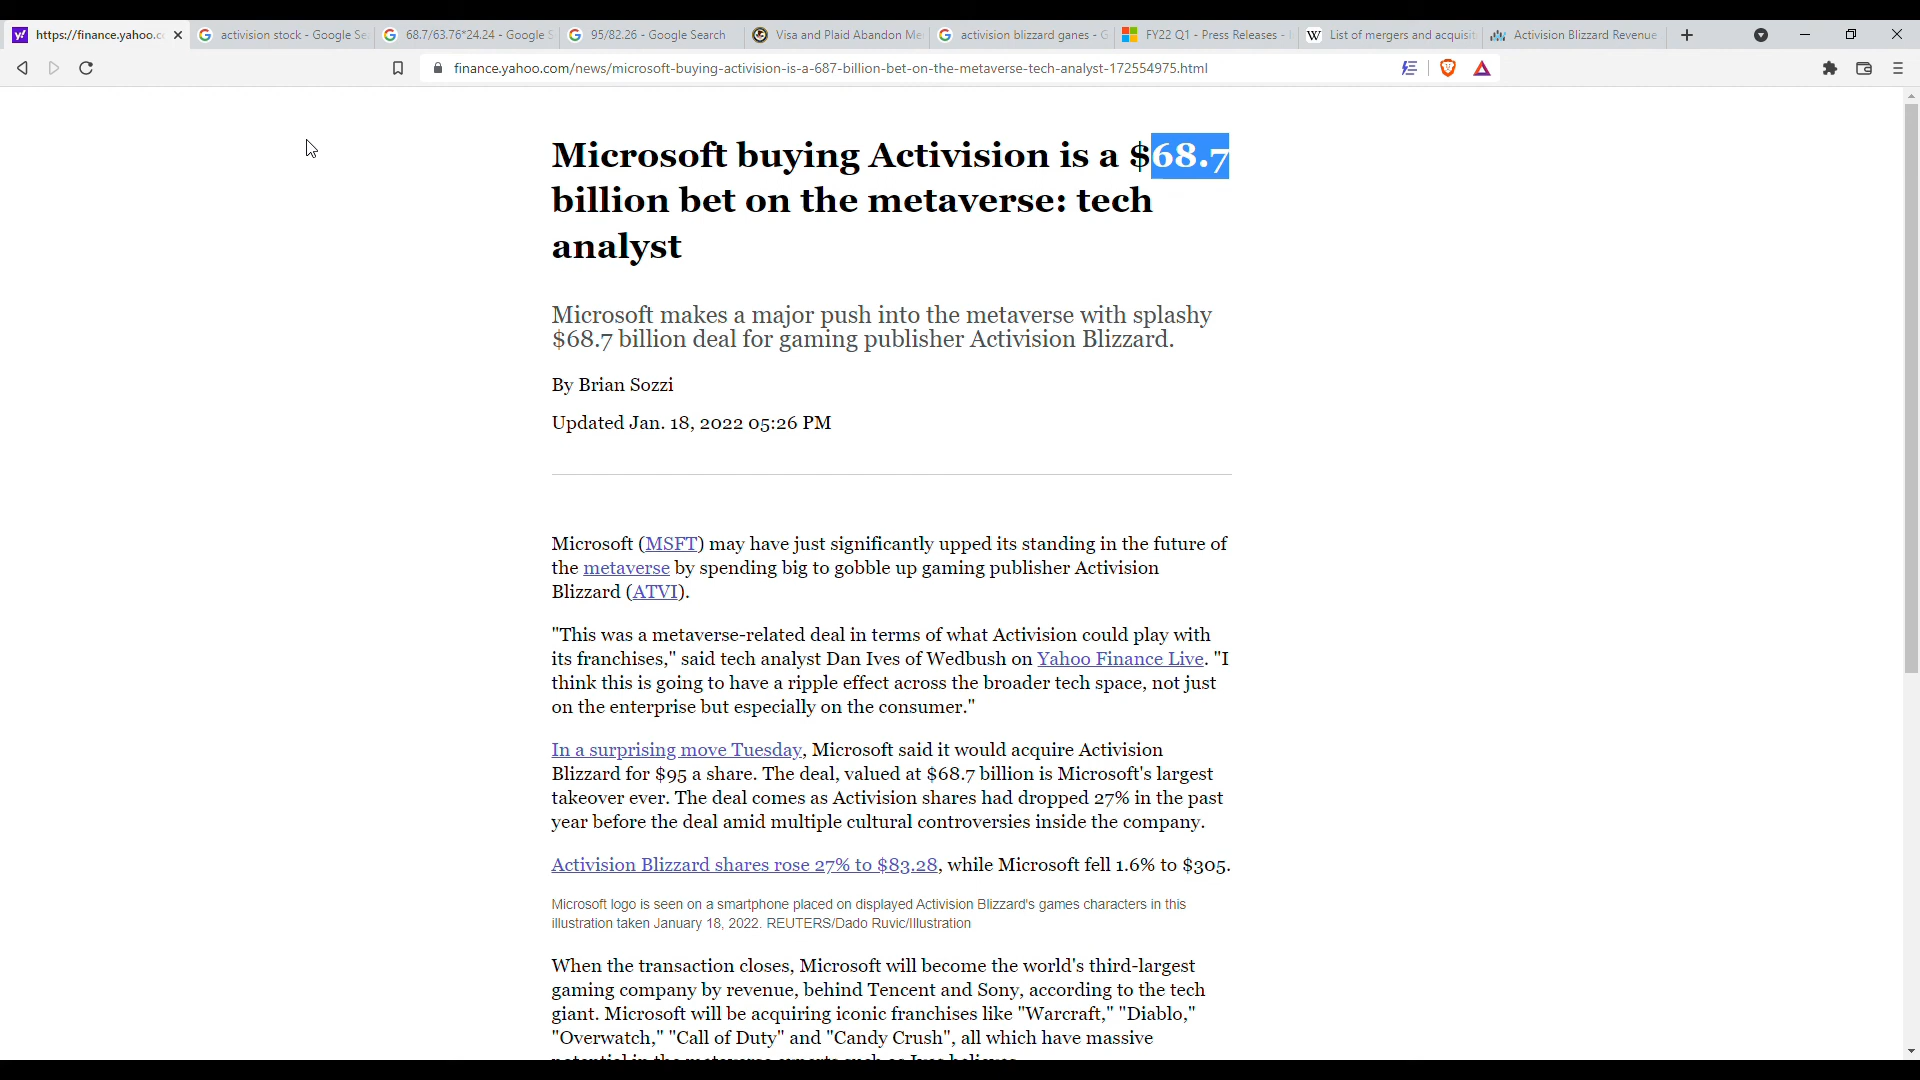 https://finance.yahoo.c
activision stock - Google Se
68.7/63.76*24.24 - Google S
95/82.26 - Google Search
Visa and Plaid Abandon Me
activision blizzard ganes - G
FY22 Q1 - Press Releases -
List of mergers and acquisit
Activision Blizzard Revenue
finance.yahoo.com/news/microsoft-buying-activision-is-a-687-billion-bet-on-the-metaverse-tech-analyst-172554975.html
Microsoft buying Activision is a $68.7
billion bet on the metaverse: tech
analyst
Microsoft makes a major push into the metaverse with splashy
$68.7 billion deal for gaming publisher Activision Blizzard.
By Brian Sozzi
Updated Jan. 18, 2022 05:26 PM
Microsoft (MSFT) may have just significantly upped its standing in the future of
the metaverse by spending big to gobble up gaming publisher Activision
Blizzard (ATVI).
"This was a metaverse-related deal in terms of what Activision could play with
its franchises," said tech analyst Dan Ives of Wedbush on Yahoo Finance Live. "I
think this is going to have a ripple effect across the broader tech space, not just
on the enterprise but especially on the consumer."
In a surprising move Tuesday, Microsoft said it would acquire Activision
Blizzard for $95 a share. The deal, valued at $68.7 billion is Microsoft's largest
takeover ever. The deal comes as Activision shares had dropped 27% in the past
year before the deal amid multiple cultural controversies inside the company.
Activision Blizzard shares rose 27% to $83.28, while Microsoft fell 1.6% to $305.
Microsoft logo is seen on a smartphone placed on displayed Activision Blizzard's games characters in this
illustration taken January 18, 2022. REUTERS/Dado Ruvic/Illustration
When the transaction closes, Microsoft will become the world's third-largest
gaming company by revenue, behind Tencent and Sony, according to the tech
giant. Microsoft will be acquiring iconic franchises like "Warcraft," "Diablo,"
"Overwatch," "Call of Duty" and "Candy Crush", all which have massive